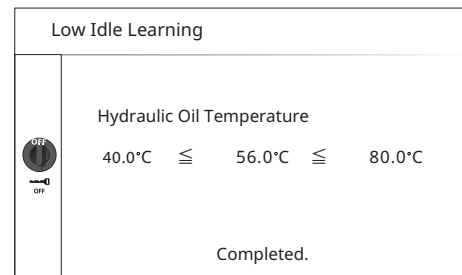 Low Idle Learning
Hydraulic Oil Temperature
OFF
40.0°C ≦ 56.0°C ≦ 80.0°C
OFF
Completed.